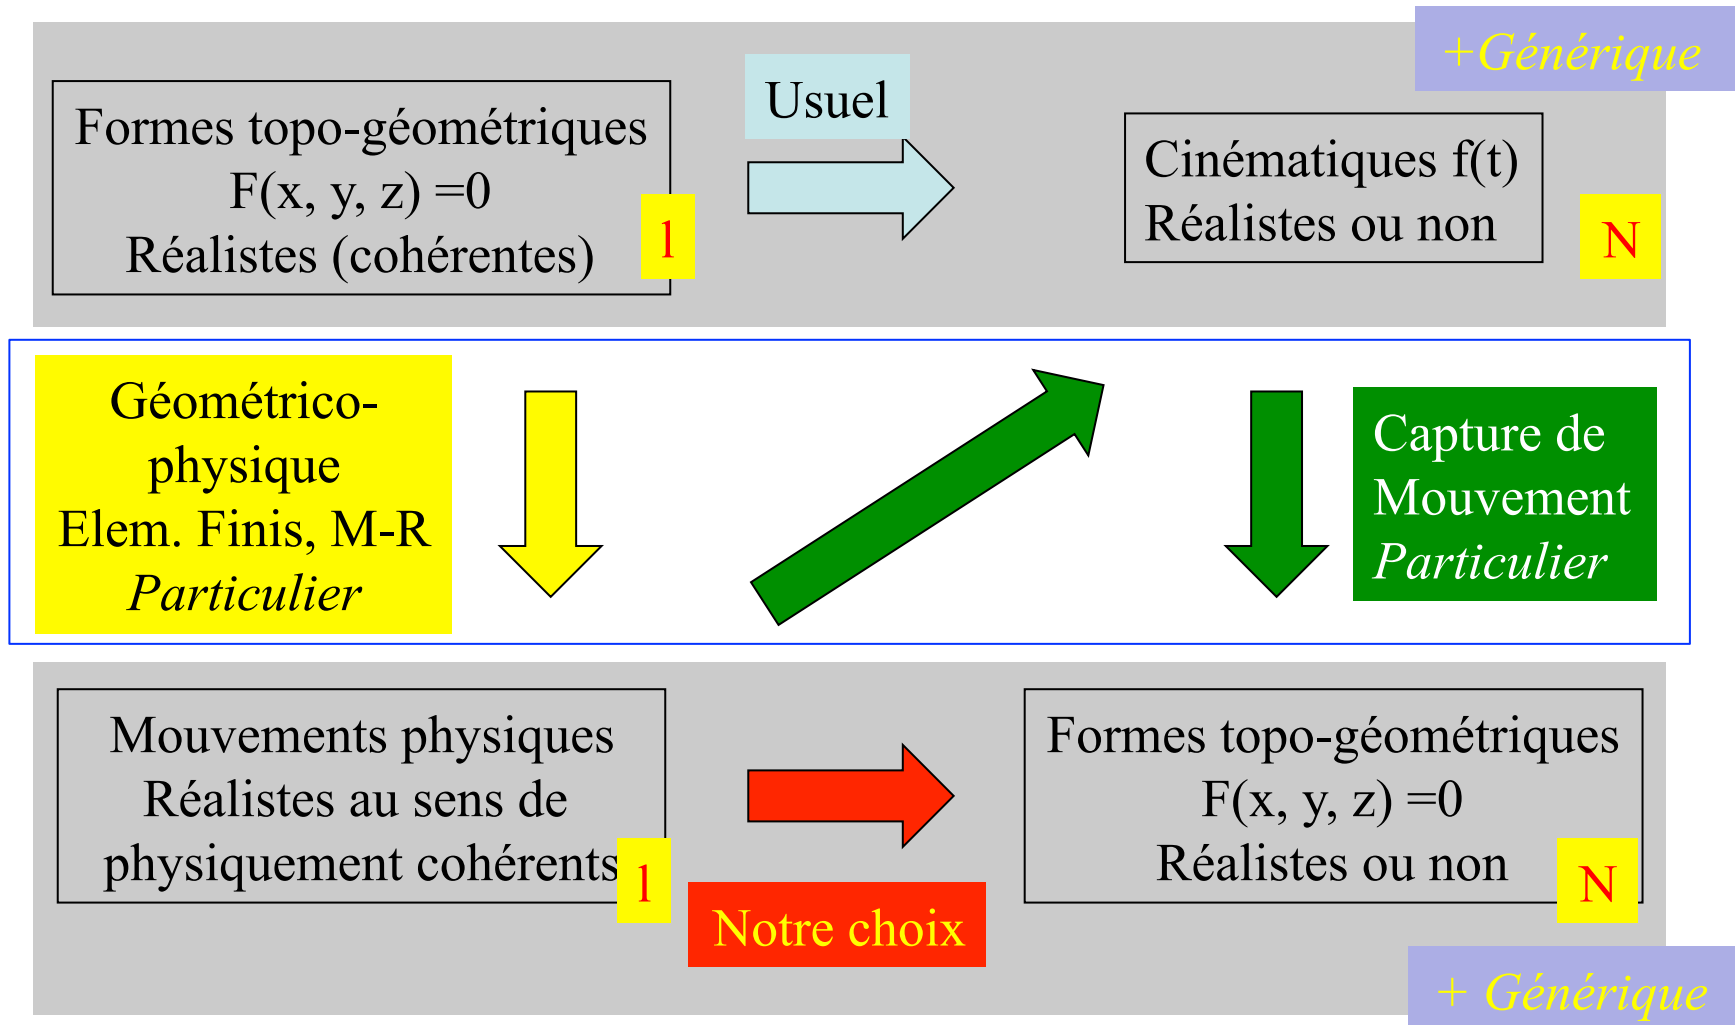 +Générique
Usuel
Formes topo-géométriques
F(x, y, z) =0
Réalistes (cohérentes)
1
Cinématiques f(t)
Réalistes ou non
N
Géométrico-
physique
Elem. Finis, M-R
Particulier
Capture de
Mouvement
Particulier
Mouvements physiques
Réalistes au sens de
physiquement cohérents
1
Notre choix
Formes topo-géométriques
F(x, y, z) =0
Réalistes ou non
N
+ Générique